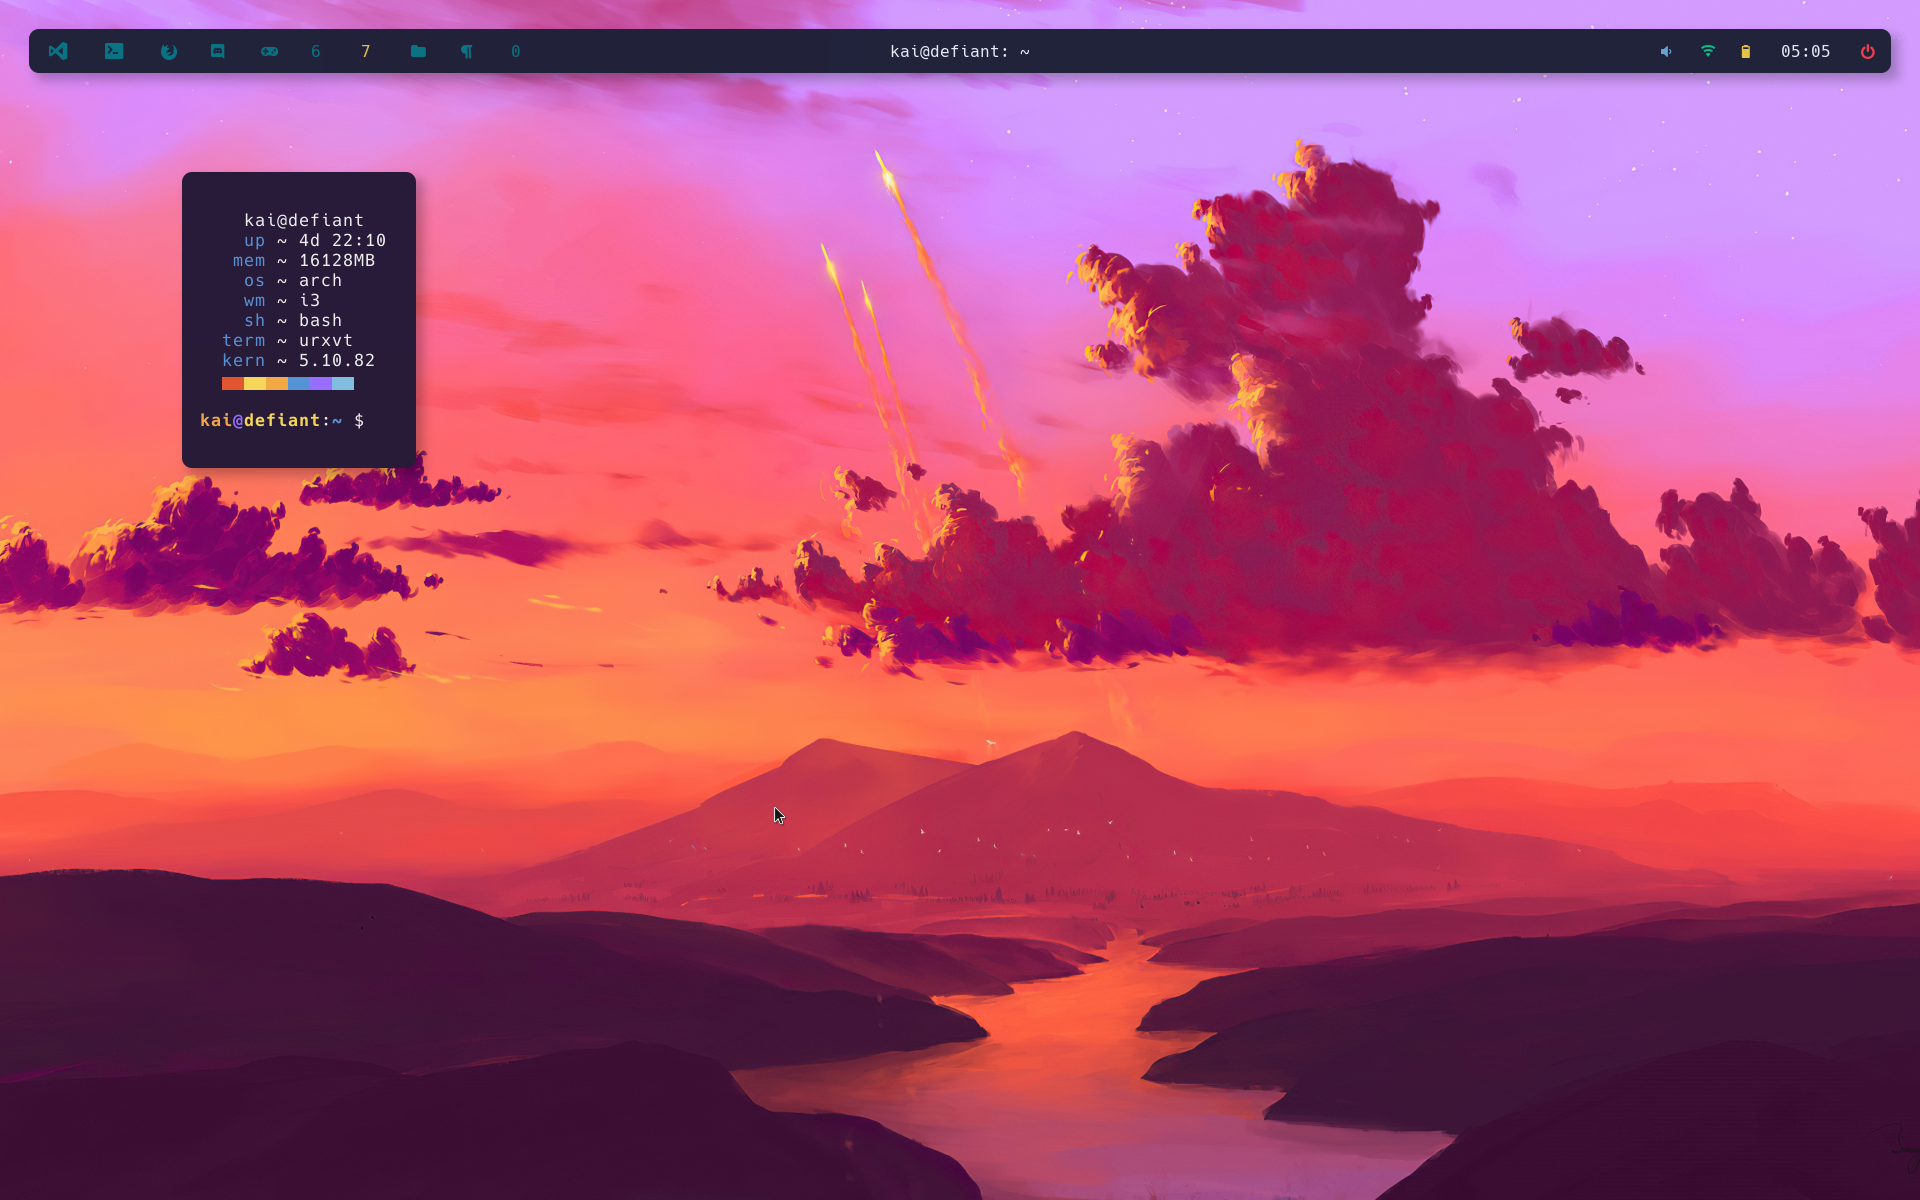 6 7 0 kai@defiant: ~ 05:05
kai@defiant
up ~ 4d 22:10
mem ~ 16128MB
os ~ arch
wm ~ i3
sh ~ bash
term ~ urxvt
kern ~ 5.10.82
kai@defiant:~ $